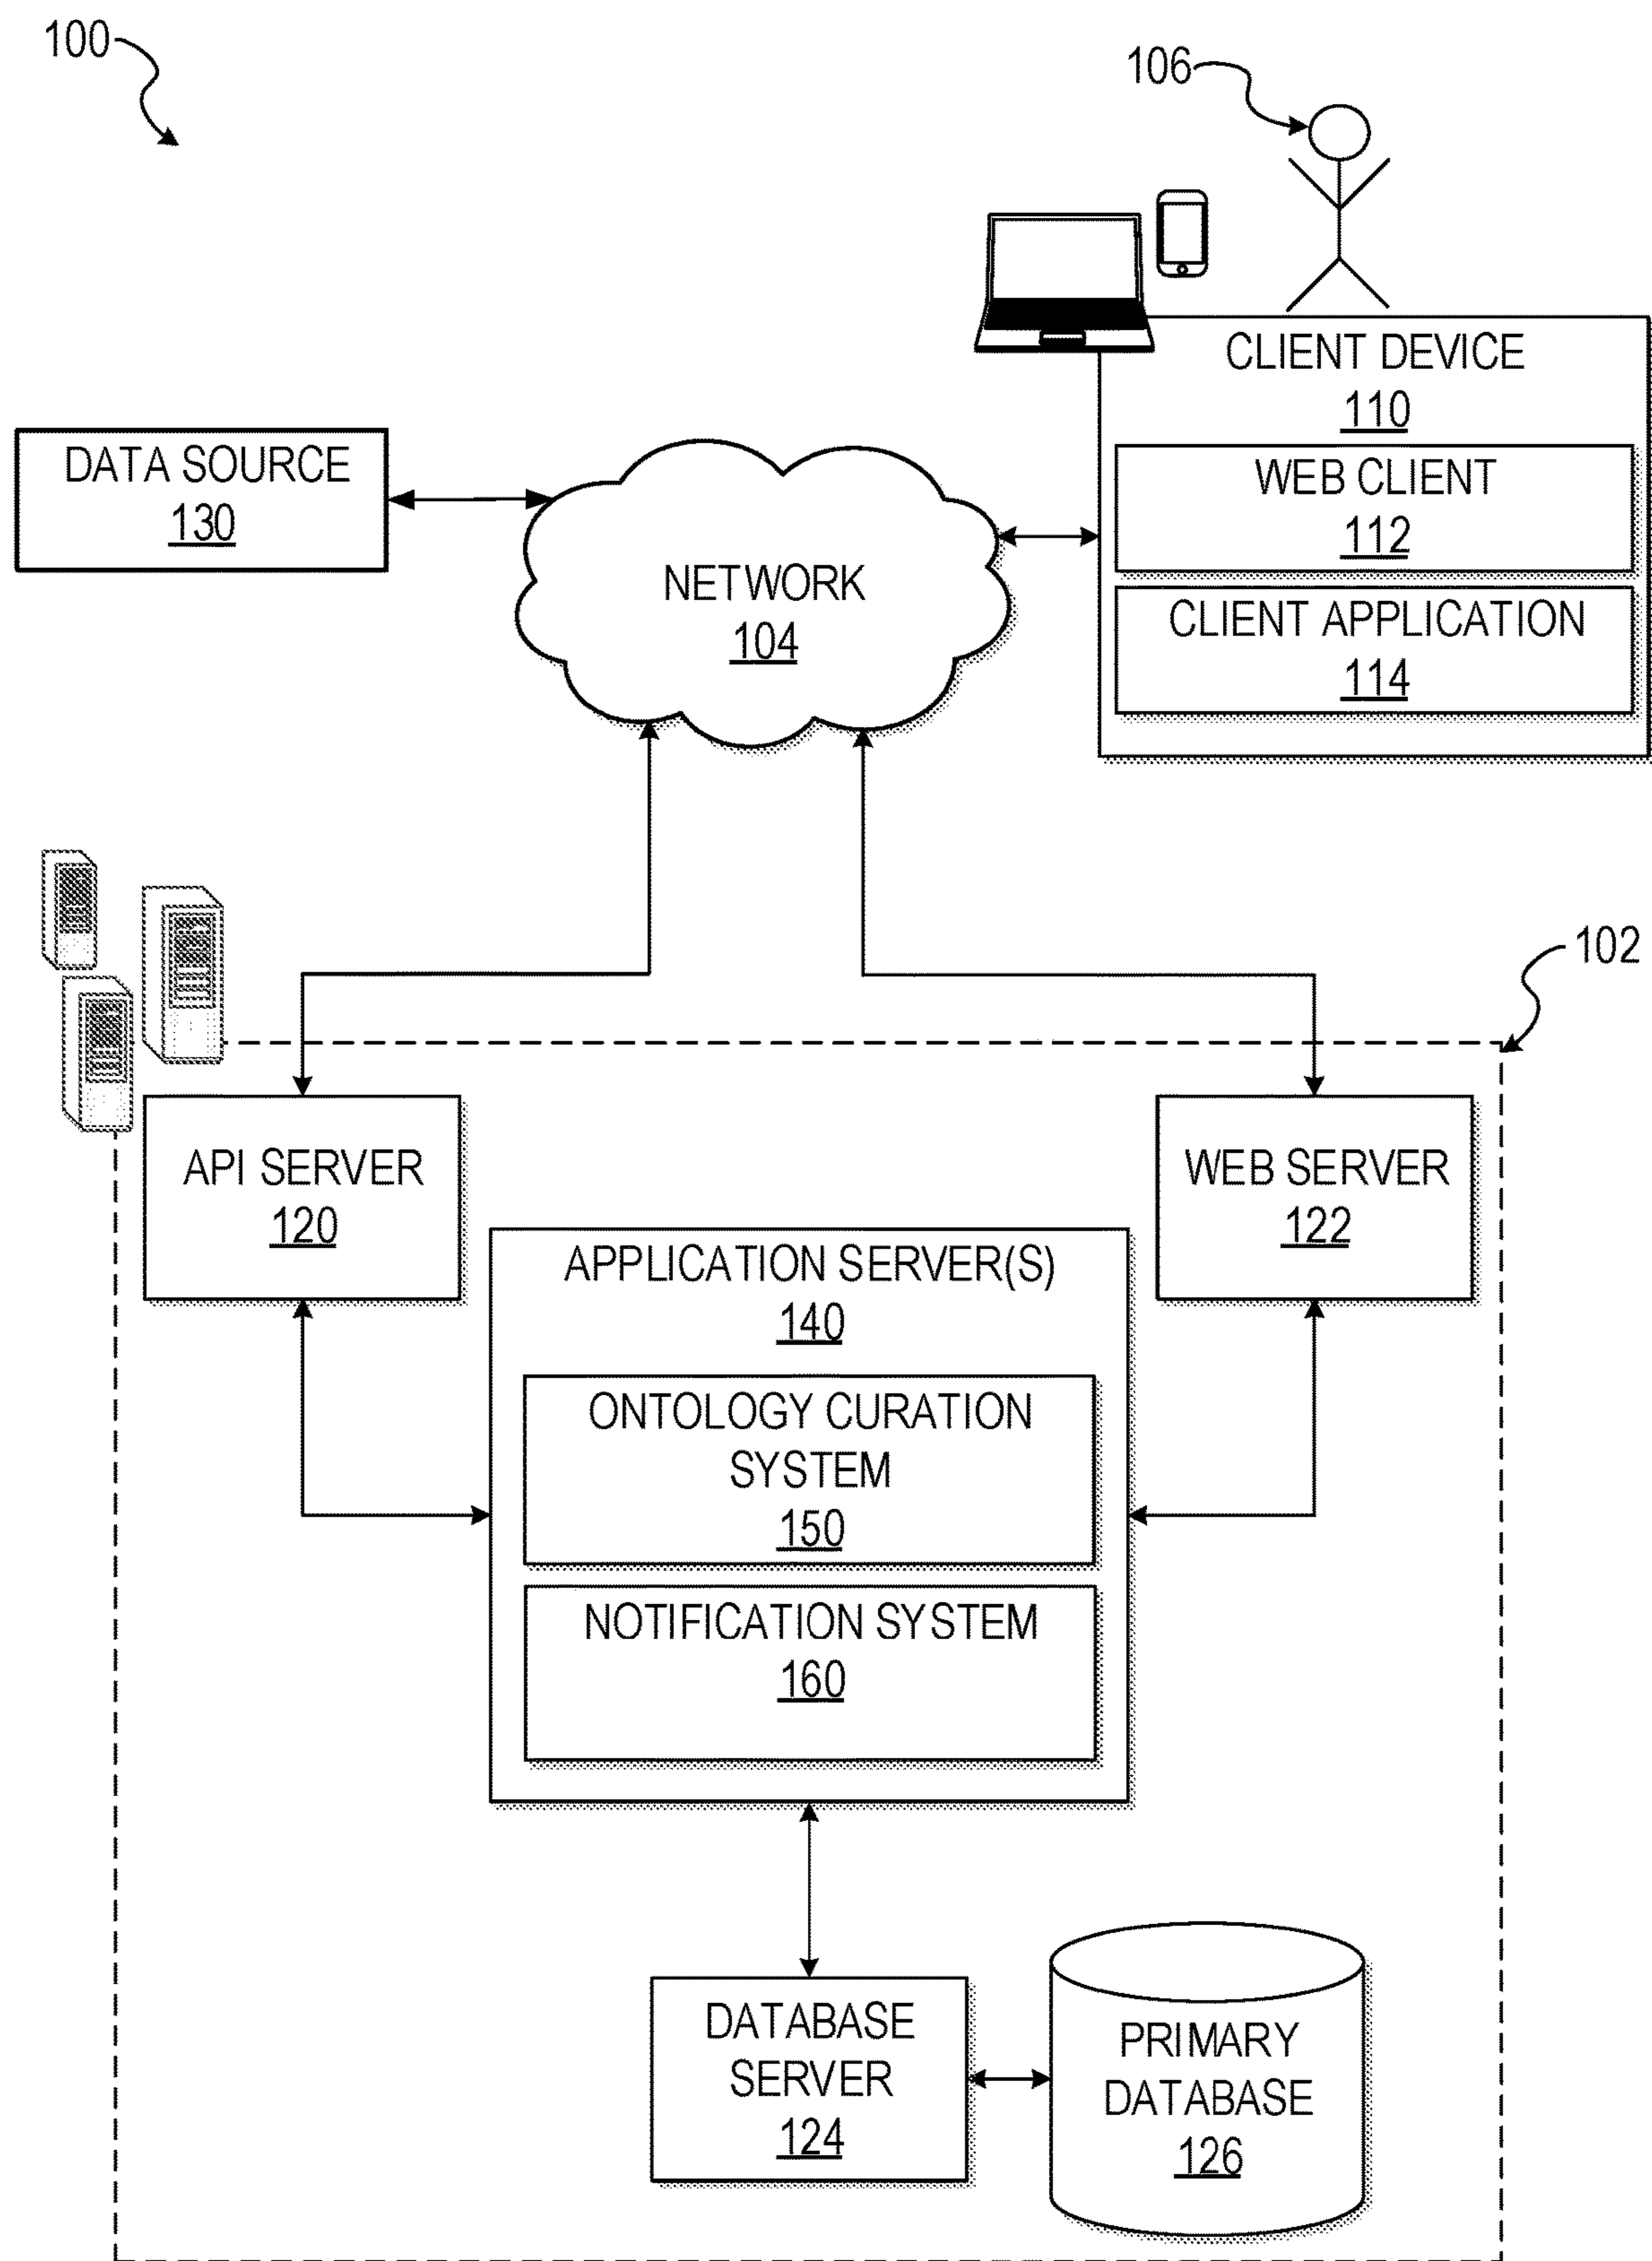 100
106
CLIENT DEVICE
110
WEB CLIENT
112
CLIENT APPLICATION
114
DATA SOURCE
130
NETWORK
104
102
API SERVER
120
WEB SERVER
122
APPLICATION SERVER(S)
140
ONTOLOGY CURATION
SYSTEM
150
NOTIFICATION SYSTEM
160
DATABASE
SERVER
124
PRIMARY
DATABASE
126